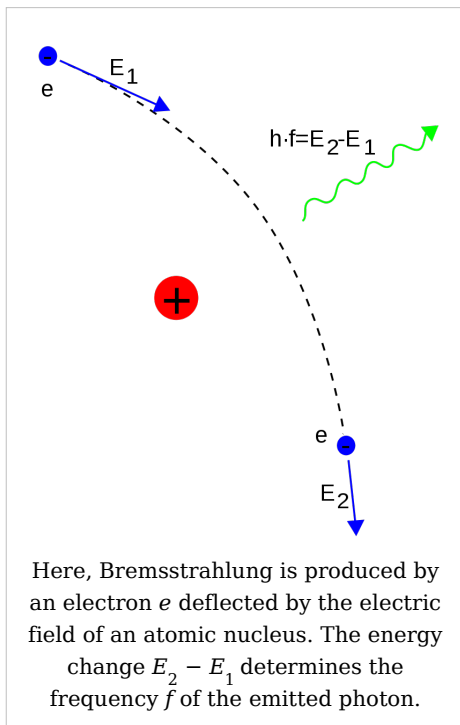 -
e
E₁
h·f=E₂-E₁
+
e
-
E₂
Here, Bremsstrahlung is produced by
an electron e deflected by the electric
field of an atomic nucleus. The energy
change E₂ − E₁ determines the
frequency f of the emitted photon.